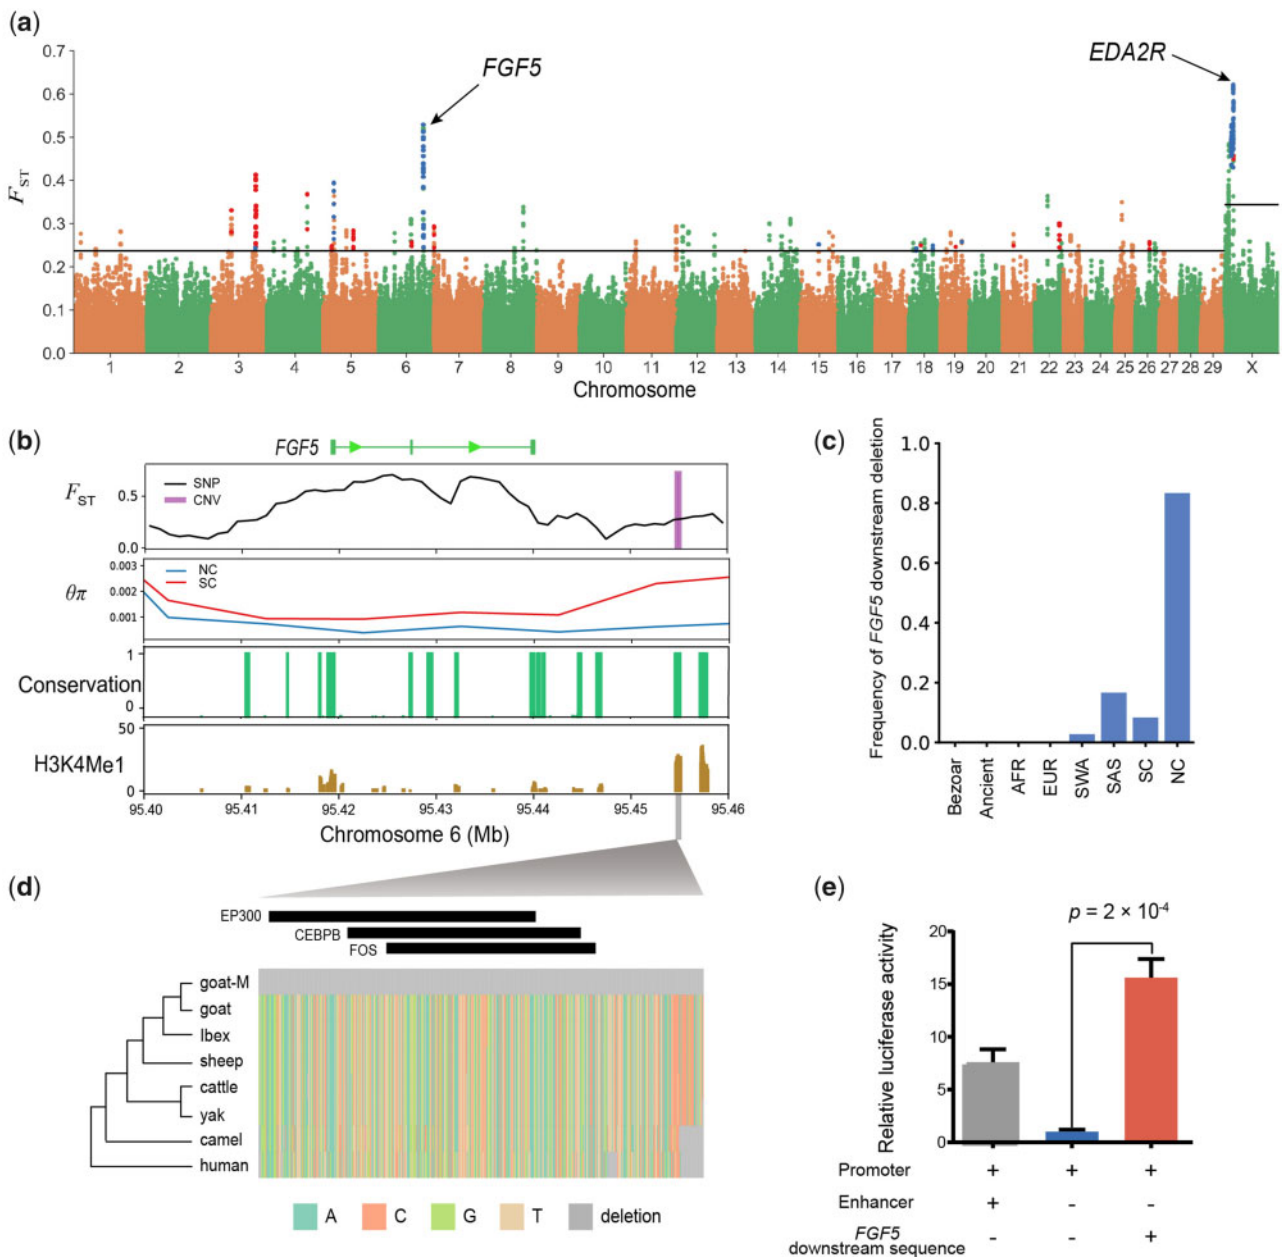 (a)
0.7
0.6
0.5
0.4
0.3
0.2
0.1
0.0
FST
FGF5
EDA2R
1 2 3 4 5 6 7 8 9 10 11 12 13 14 15 16 17 18 19 20 21 22 23 24 25 26 27 28 29 X
Chromosome
(b)
FGF5
FST
0.5
0.0
SNP
CNV
θπ
0.003
0.002
0.001
NC
SC
Conservation
1
0
H3K4Me1
50
0
95.40 95.41 95.42 95.43 95.44 95.45 95.46
Chromosome 6 (Mb)
(c)
Frequency of FGF5 downstream deletion
1.0
0.8
0.6
0.4
0.2
0.0
Bezoar
Ancient
AFR
EUR
SWA
SAS
SC
NC
(d)
EP300
CEBPB
FOS
goat-M
goat
Ibex
sheep
cattle
yak
camel
human
A C G T deletion
(e)
p = 2 × 10-4
Relative luciferase activity
20
15
10
5
0
Promoter + + +
Enhancer + - -
FGF5
downstream sequence - - +